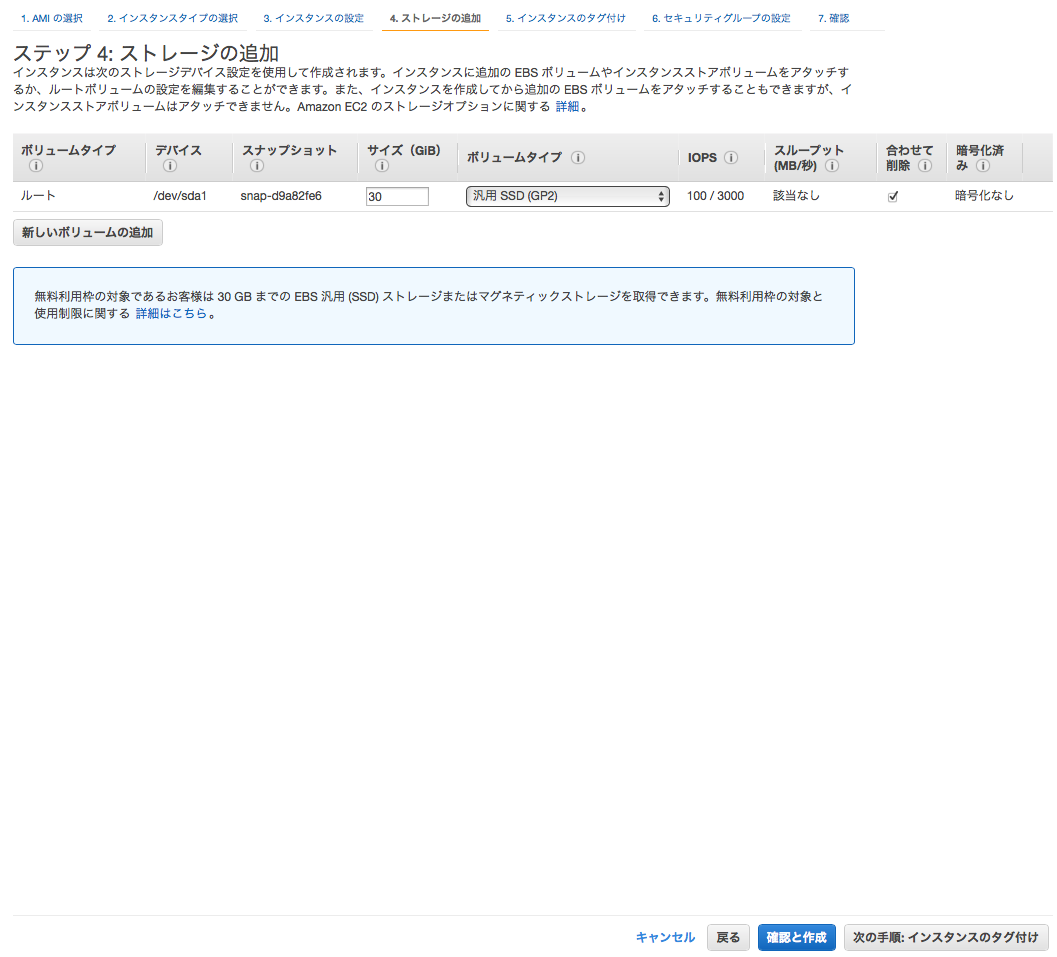 1. AMI の選択 2. インスタンスタイプの選択 3. インスタンスの設定 4. ストレージの追加 5. インスタンスのタグ付け 6. セキュリティグループの設定 7. 確認
ステップ 4: ストレージの追加
インスタンスは次のストレージデバイス設定を使用して作成されます。インスタンスに追加の EBS ボリュームやインスタンスストアボリュームをアタッチす
るか、ルートボリュームの設定を編集することができます。また、インスタンスを作成してから追加の EBS ボリュームをアタッチすることもできますが、イ
ンスタンスストアボリュームはアタッチできません。Amazon EC2 のストレージオプションに関する 詳細 。
ボリュームタイプ i デバイス i スナップショット i サイズ（GiB） i ボリュームタイプ i IOPS i スループット (MB/秒) i 合わせて削除 i 暗号化済み i
ルート /dev/sda1 snap-d9a82fe6 30 汎用 SSD (GP2) 100 / 3000 該当なし 暗号化なし
新しいボリュームの追加
無料利用枠の対象であるお客様は 30 GB までの EBS 汎用 (SSD) ストレージまたはマグネティックストレージを取得できます。無料利用枠の対象と
使用制限に関する 詳細はこちら 。
キャンセル 戻る 確認と作成 次の手順: インスタンスのタグ付け